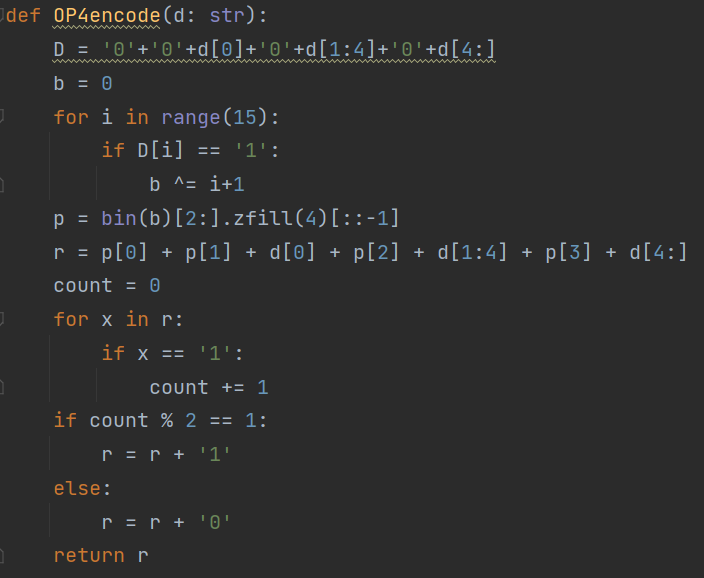 def OP4encode(d: str):
    D = '0'+'0'+d[0]+'0'+d[1:4]+'0'+d[4:]
    b = 0
    for i in range(15):
        if D[i] == '1':
            b ^= i+1
    p = bin(b)[2:].zfill(4)[::-1]
    r = p[0] + p[1] + d[0] + p[2] + d[1:4] + p[3] + d[4:]
    count = 0
    for x in r:
        if x == '1':
            count += 1
    if count % 2 == 1:
        r = r + '1'
    else:
        r = r + '0'
    return r